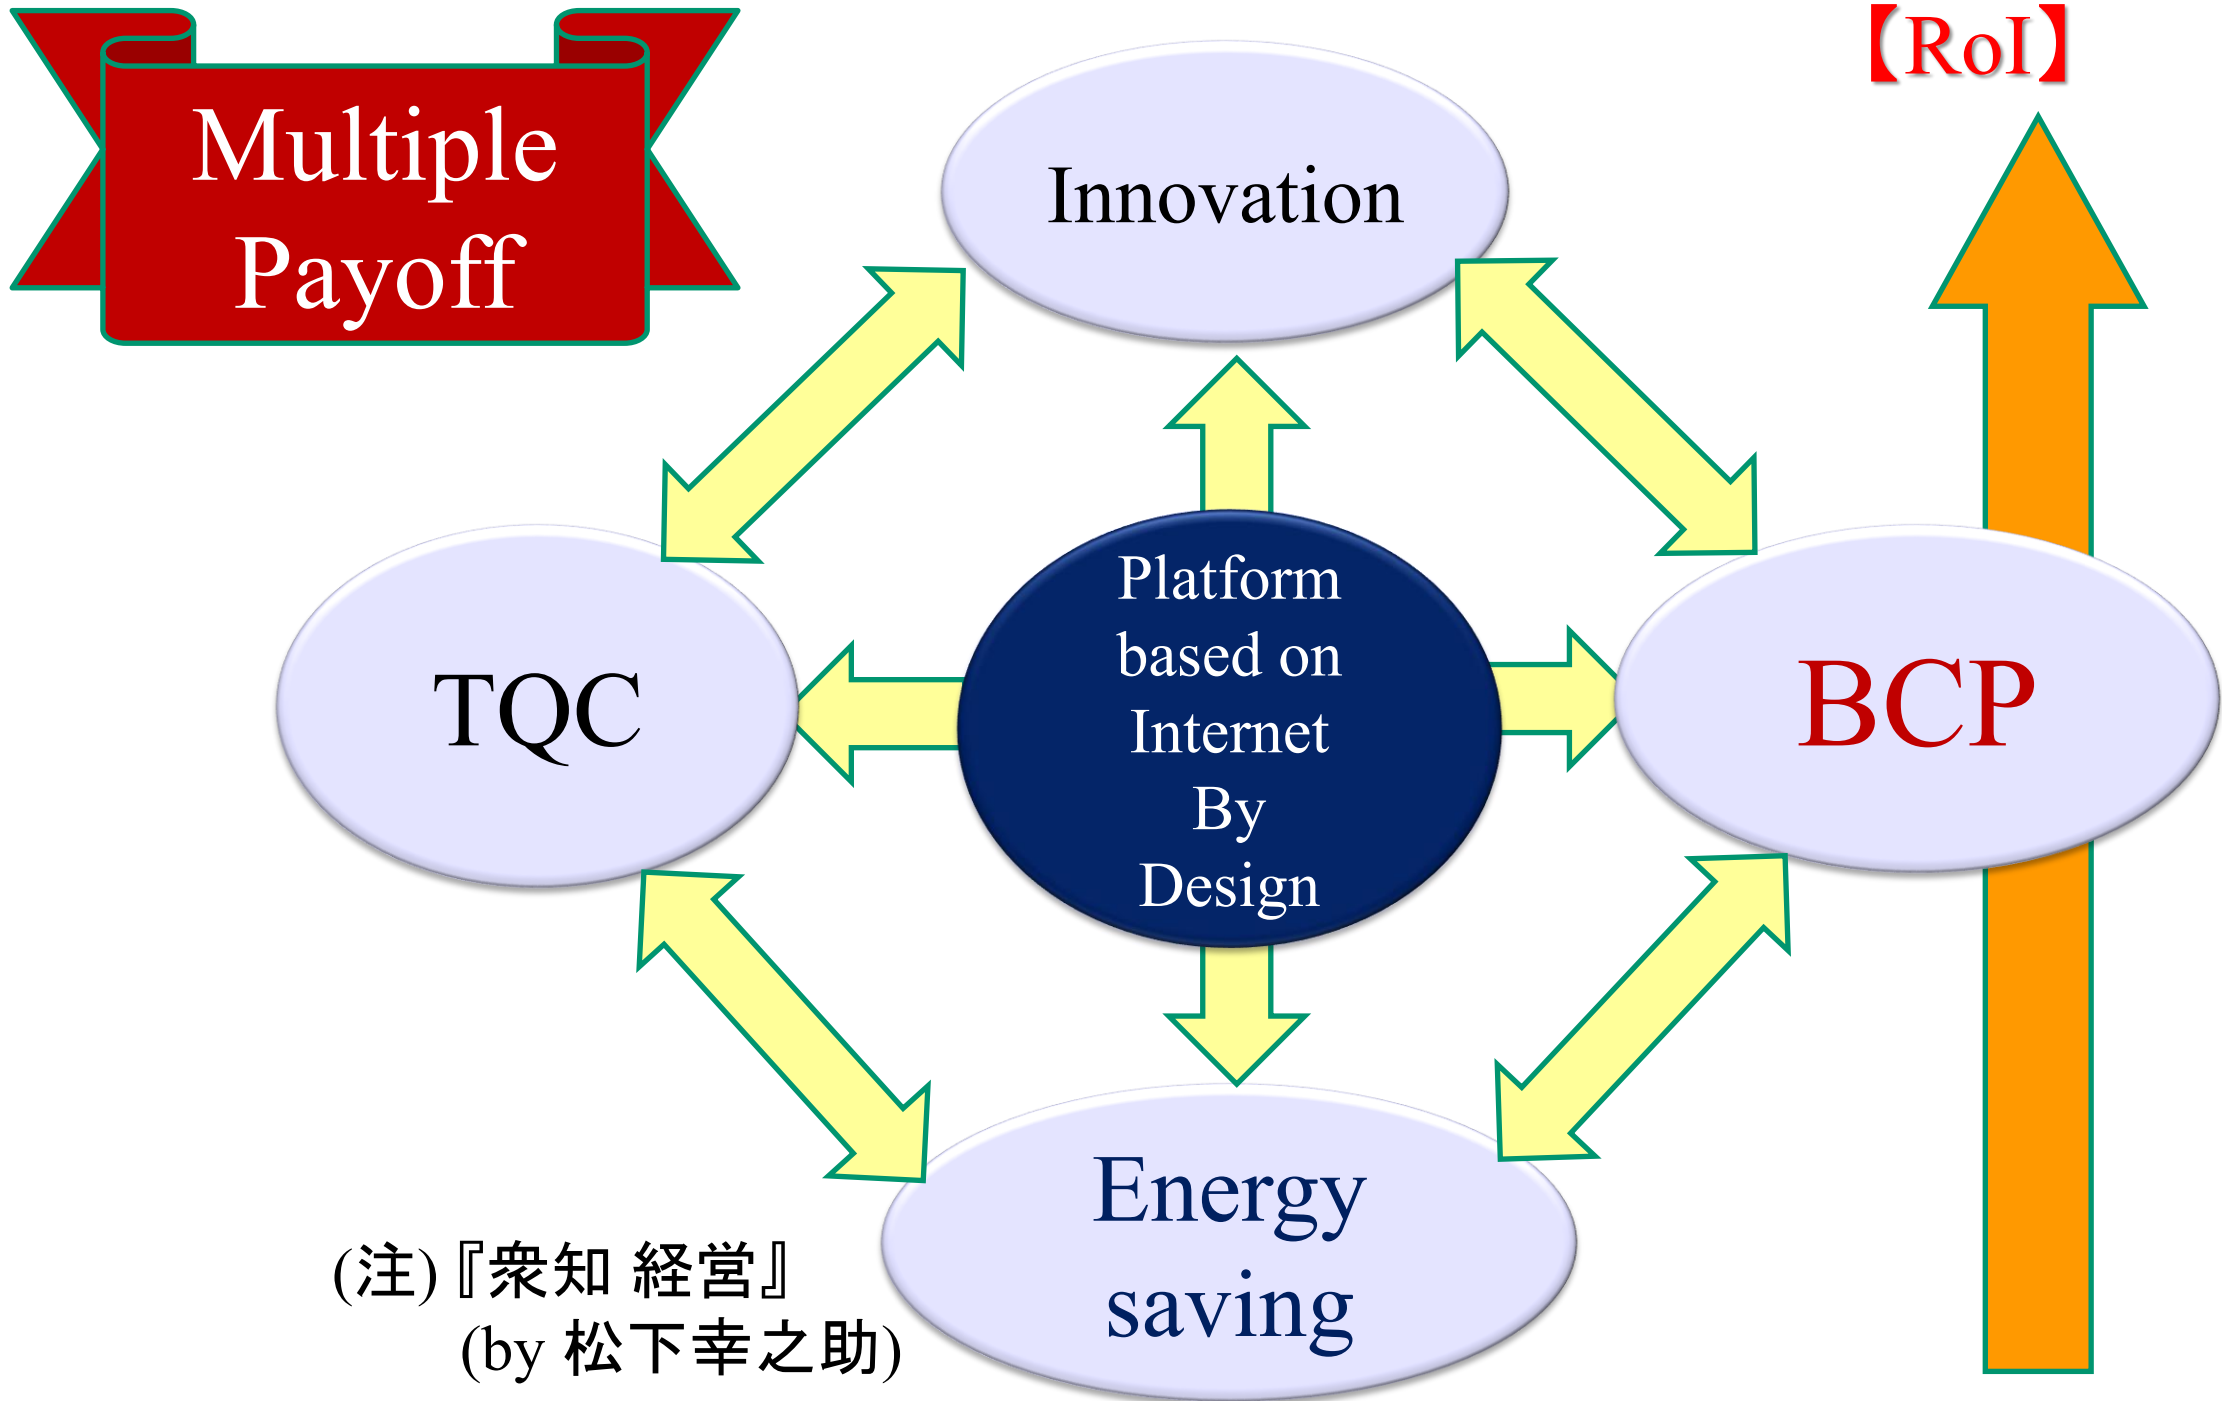 Multiple
Payoff
【RoI】
Innovation
TQC
Platform
based on
Internet
By
Design
BCP
Energy
saving
(注)『衆知 経営』
(by 松下幸之助)